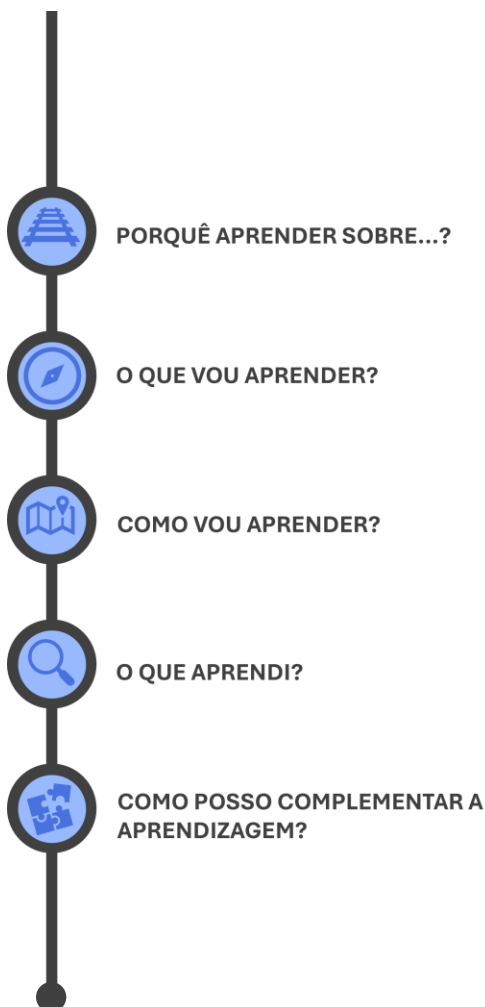 PORQUÊ APRENDER SOBRE...?
O QUE VOU APRENDER?
COMO VOU APRENDER?
O QUE APRENDI?
COMO POSSO COMPLEMENTAR A
APRENDIZAGEM?